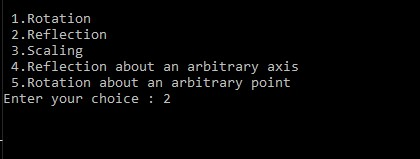 1.Rotation
2.Reflection
3.Scaling
4.Reflection about an arbitrary axis
5.Rotation about an arbitrary point
Enter your choice : 2